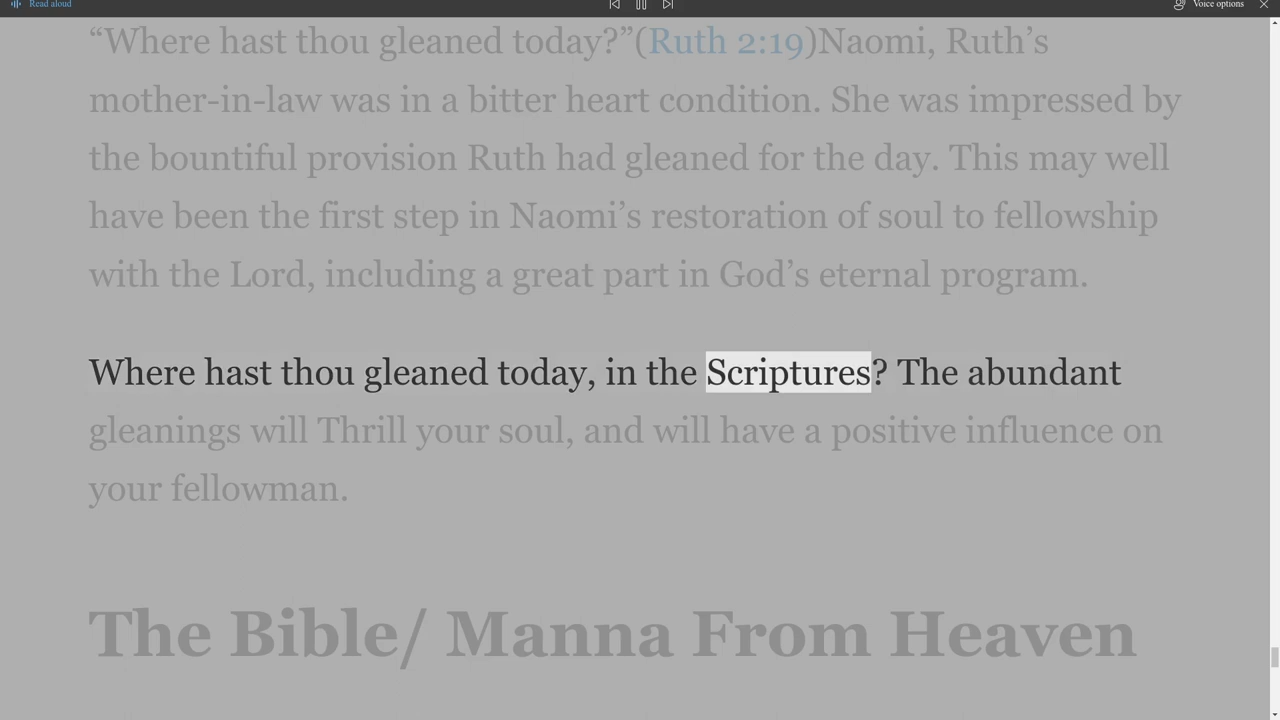 Read aloud
Voice options
“Where hast thou gleaned today?”(Ruth 2:19)Naomi, Ruth’s
mother-in-law was in a bitter heart condition. She was impressed by
the bountiful provision Ruth had gleaned for the day. This may well
have been the first step in Naomi’s restoration of soul to fellowship
with the Lord, including a great part in God’s eternal program.
Where hast thou gleaned today, in the Scriptures? The abundant
gleanings will Thrill your soul, and will have a positive influence on
your fellowman.
The Bible/ Manna From Heaven